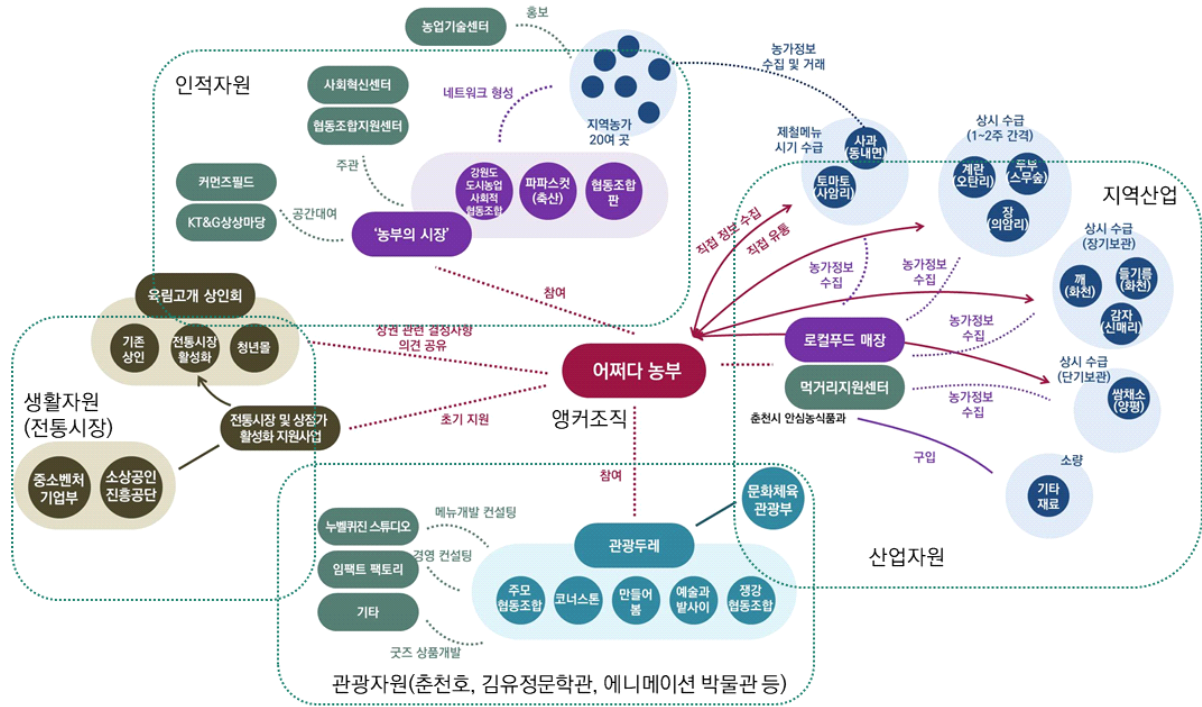 농업기술센터
홍보
인적자원
사회혁신센터
협동조합지원센터
네트워크 형성
지역농가
20여 곳
농가정보
수집 및 거래
주관
강원도
도시농업
사회적
협동조합
파파스컷
(축산)
협동조합
판
커먼즈필드
KT&G상상마당
공간대여
‘농부의 시장’
제철메뉴
시기 수급
사과
(동내면)
토마토
(사암리)
상시 수급
(1~2주 간격)
계란
(오탄리)
두부
(스무숲)
장
(의암리)
지역산업
직접 정보 수집
직접 유통
농가정보
수집
농가정보
수집
상시 수급
(장기보관)
깨
(화천)
들기름
(화천)
감자
(신매리)
참여
육림고개 상인회
기존
상인
전통시장
활성화
청년몰
상권 관련 결정사항
의견 공유
어쩌다 농부
앵커조직
로컬푸드 매장
먹거리지원센터
춘천시 안심농식품과
농가정보
수집
상시 수급
(단기보관)
쌈채소
(양평)
농가정보
수집
생활자원
(전통시장)
전통시장 및 상점가
활성화 지원사업
초기 지원
중소벤처
기업부
소상공인
진흥공단
구입
소량
기타
재료
참여
문화체육
관광부
산업자원
누벨퀴진 스튜디오
메뉴개발 컨설팅
관광두레
임팩트 팩토리
경영 컨설팅
기타
주모
협동조합
코너스톤
만들어
봄
예술과
밭사이
쟁강
협동조합
굿즈 상품개발
관광자원(춘천호, 김유정문학관, 에니메이션 박물관 등)